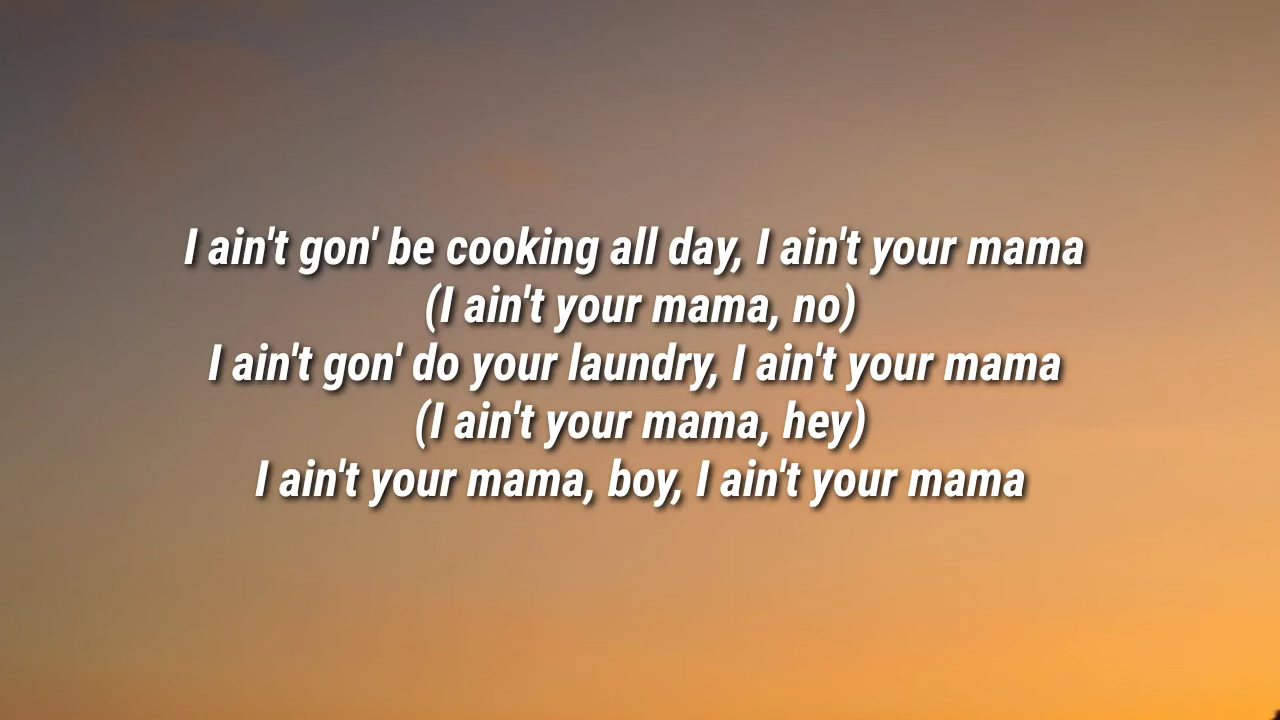 I ain't gon' be cooking all day, I ain't your mama
(I ain't your mama, no)
I ain't gon' do your laundry, I ain't your mama
(I ain't your mama, hey)
I ain't your mama, boy, I ain't your mama